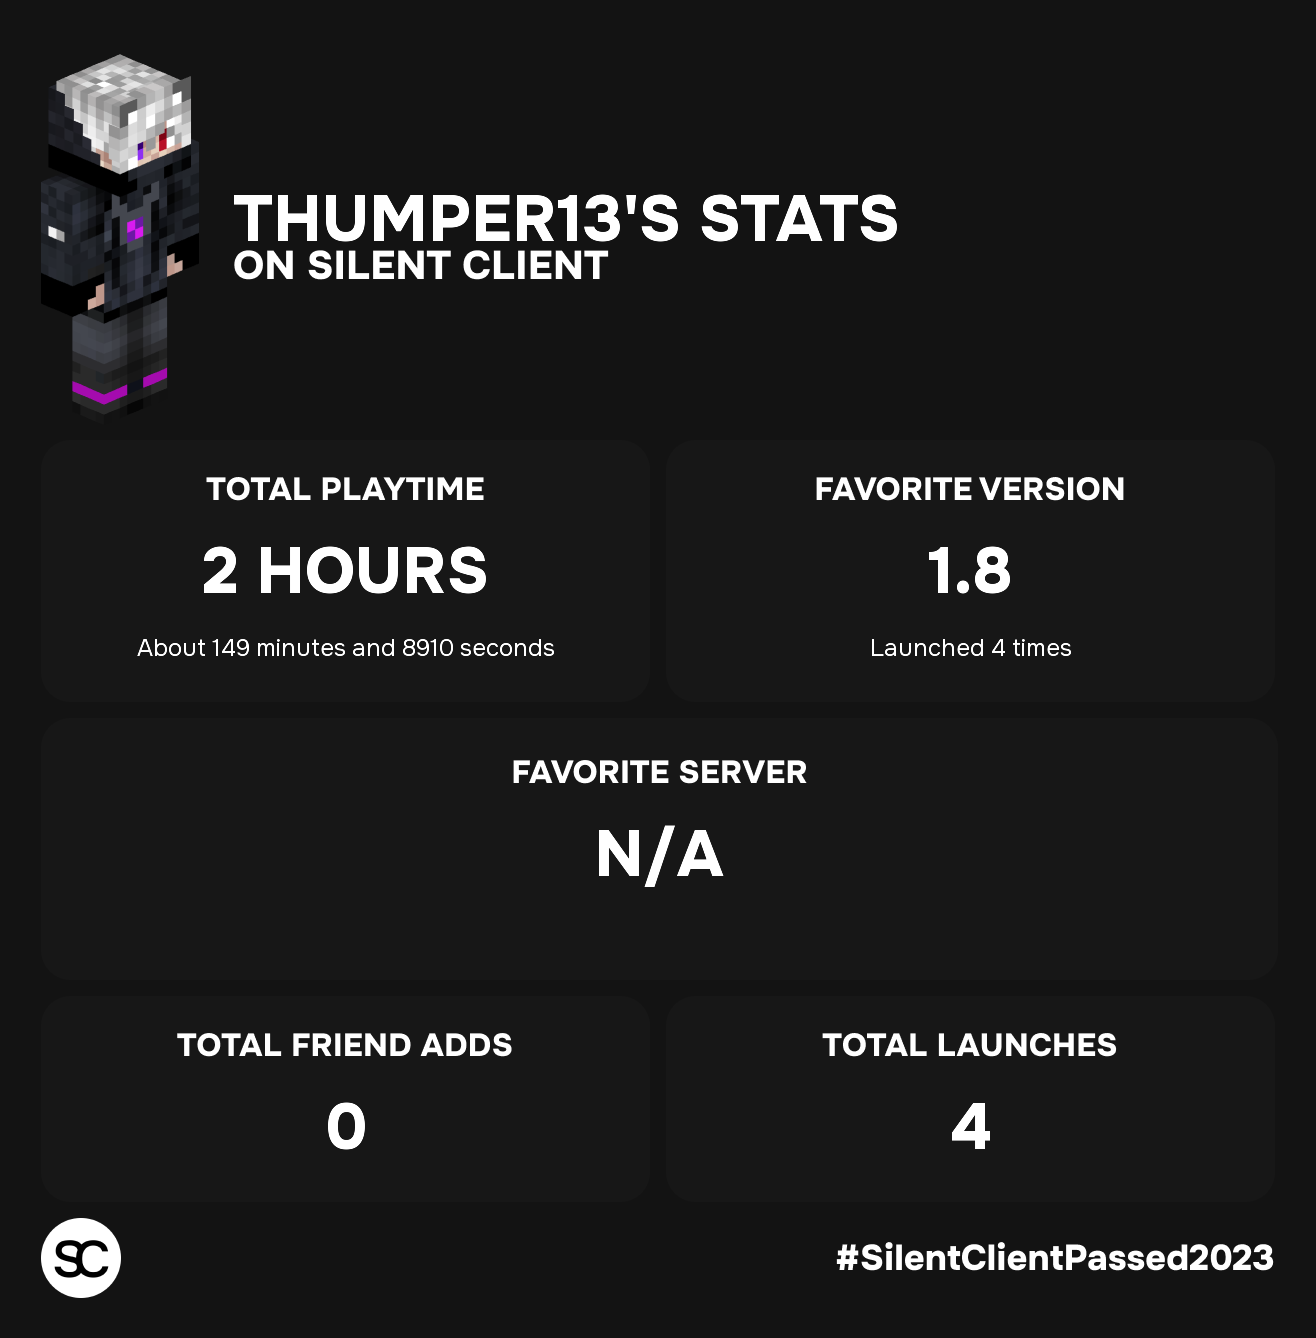 THUMPER13'S STATS
ON SILENT CLIENT
TOTAL PLAYTIME
2 HOURS
About 149 minutes and 8910 seconds
FAVORITE VERSION
1.8
Launched 4 times
FAVORITE SERVER
N/A
TOTAL FRIEND ADDS
0
TOTAL LAUNCHES
4
SC
#SilentClientPassed2023